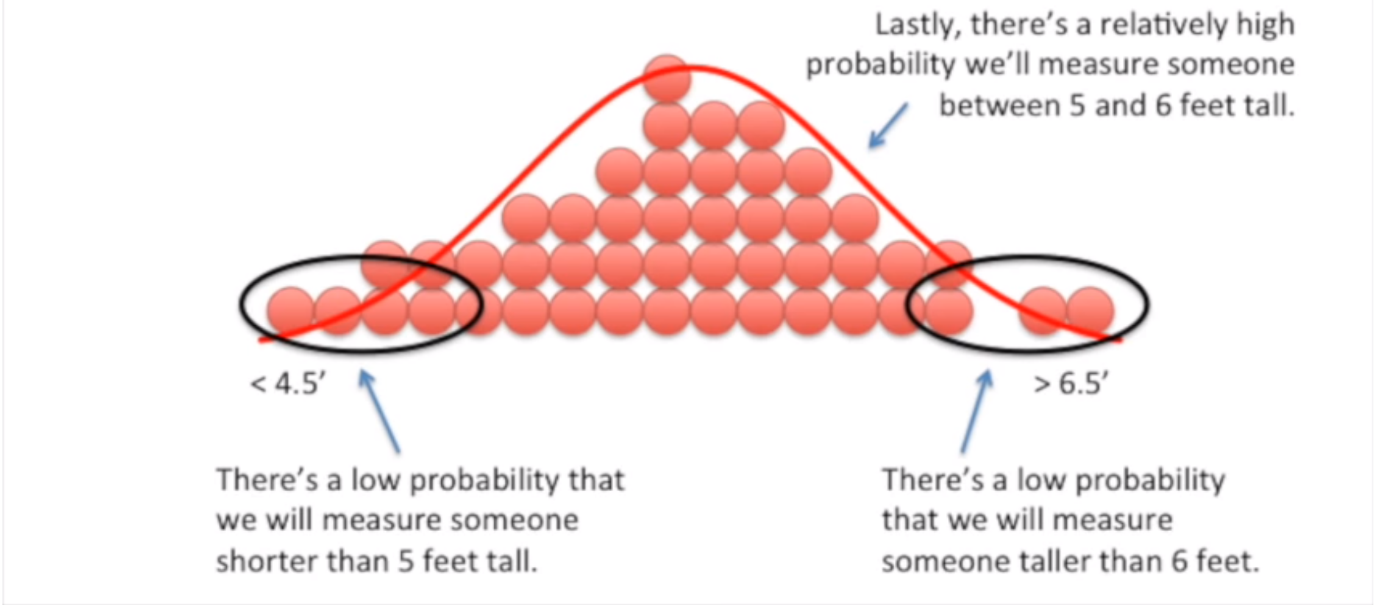 Lastly, there’s a relatively high
probability we’ll measure someone
between 5 and 6 feet tall.
< 4.5′
> 6.5′
There’s a low probability that
we will measure someone
shorter than 5 feet tall.
There’s a low probability
that we will measure
someone taller than 6 feet.